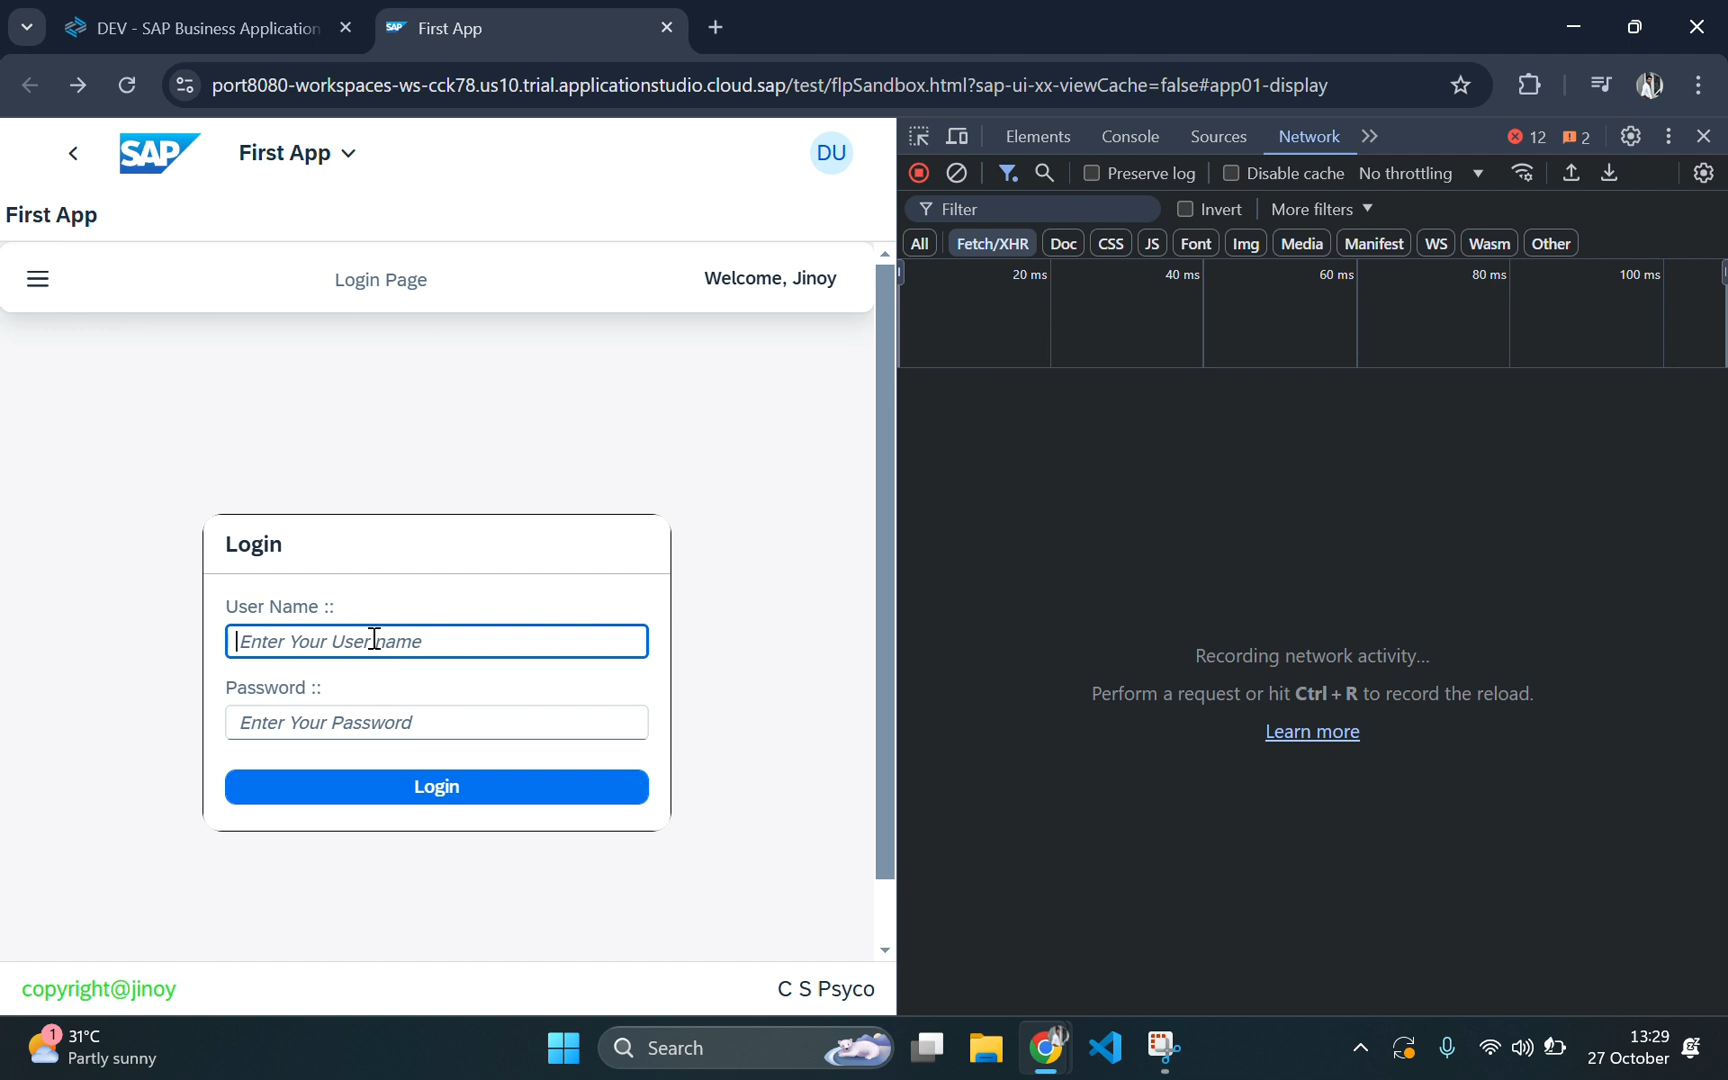 DEV - SAP Business Application
First App
port8080-workspaces-ws-cck78.us10.trial.applicationstudio.cloud.sap/test/flpSandbox.html?sap-ui-xx-viewCache=false#app01-display
SAP First App DU
First App
Login Page Welcome, Jinoy
Login
User Name ::
Enter Your Username
Password ::
Enter Your Password
Login
copyright@jinoy C S Psyco
Elements Console Sources Network 12 2
Preserve log Disable cache No throttling
Filter Invert More filters
All Fetch/XHR Doc CSS JS Font Img Media Manifest WS Wasm Other
20 ms 40 ms 60 ms 80 ms 100 ms
Recording network activity...
Perform a request or hit Ctrl + R to record the reload.
Learn more
1 31°C
Partly sunny
Search
13:29
27 October